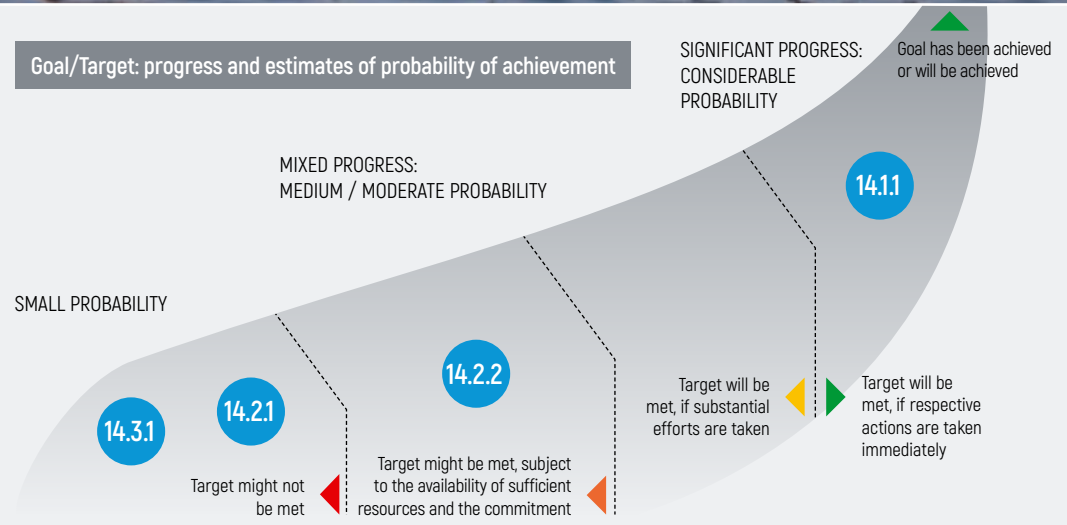 Goal/Target: progress and estimates of probability of achievement
SIGNIFICANT PROGRESS:
CONSIDERABLE
PROBABILITY
Goal has been achieved
or will be achieved
MIXED PROGRESS:
MEDIUM / MODERATE PROBABILITY
14.1.1
SMALL PROBABILITY
14.2.2
14.2.1
14.3.1
Target might not
be met
Target might be met, subject
to the availability of sufficient
resources and the commitment
Target will be
met, if substantial
efforts are taken
Target will be
met, if respective
actions are taken
immediately